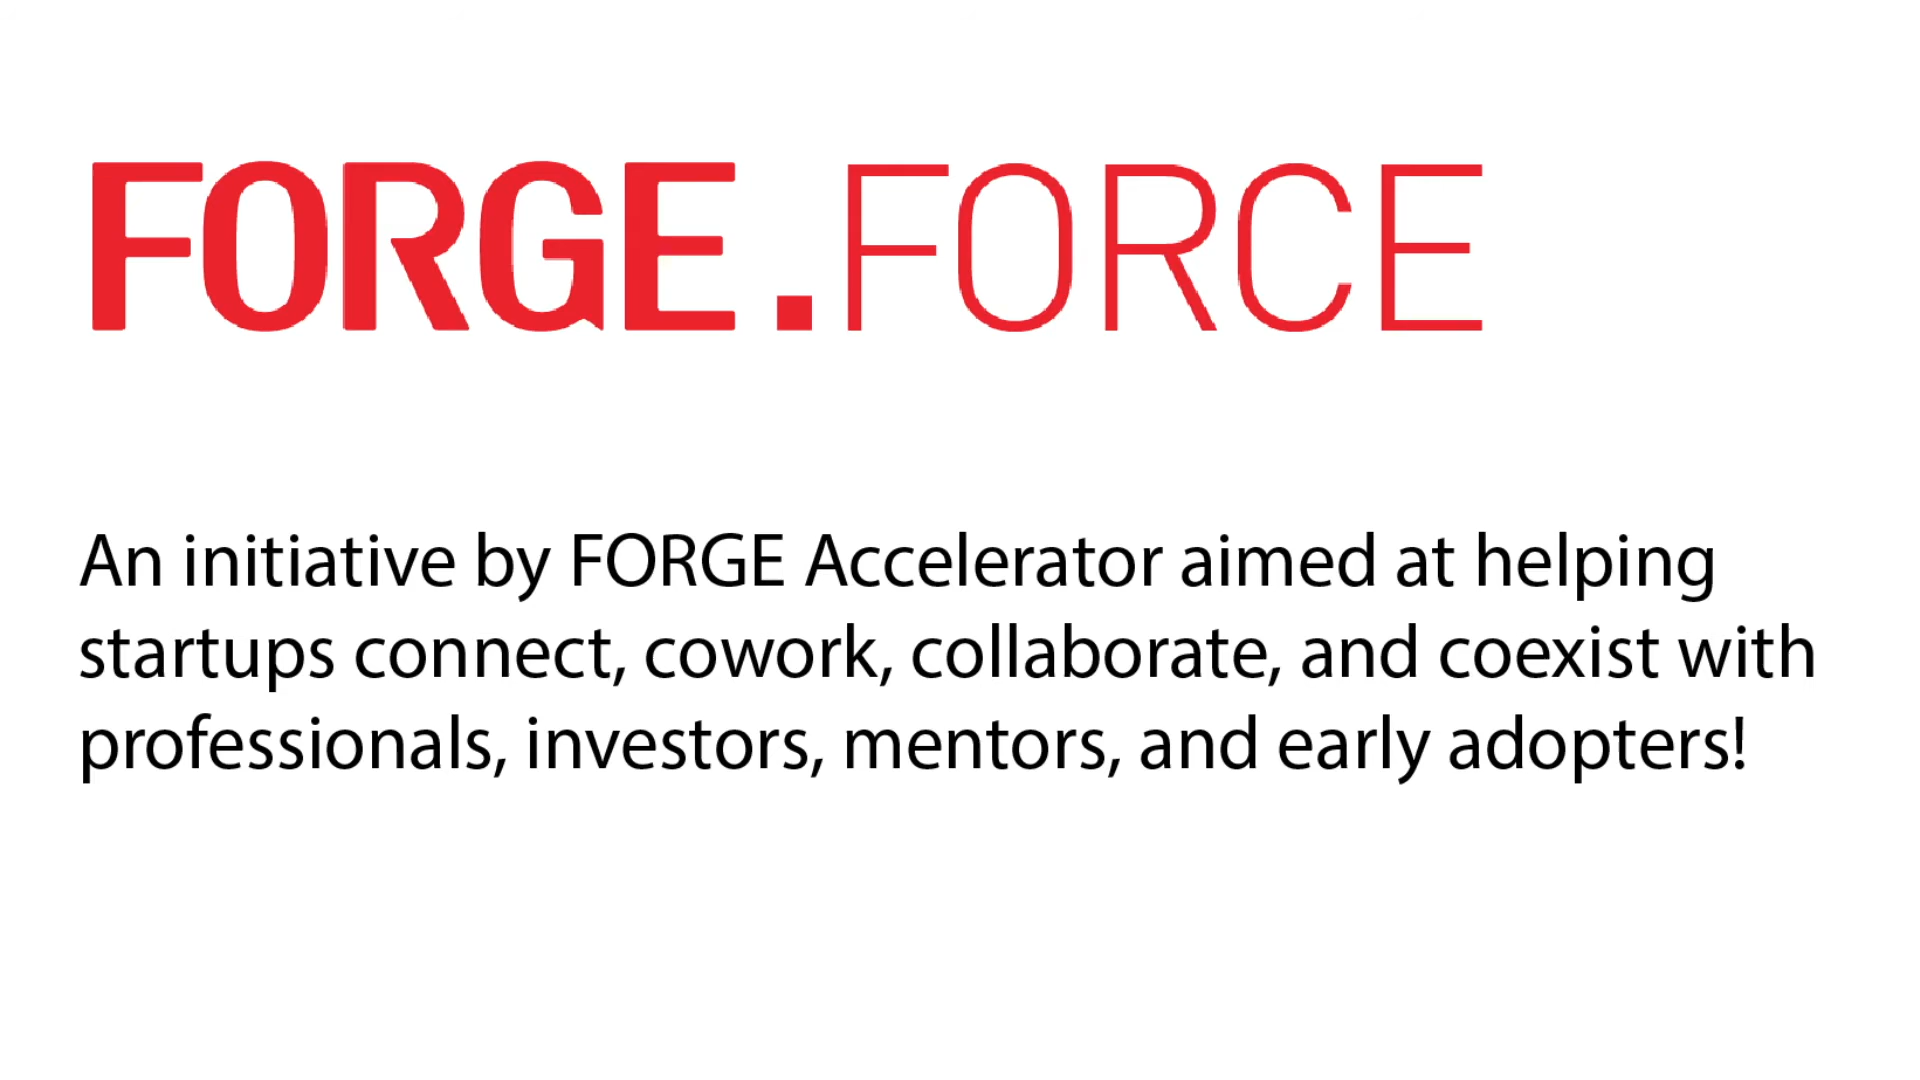 FORGE.FORCE
An initiative by FORGE Accelerator aimed at helping
startups connect, cowork, collaborate, and coexist with
professionals, investors, mentors, and early adopters!